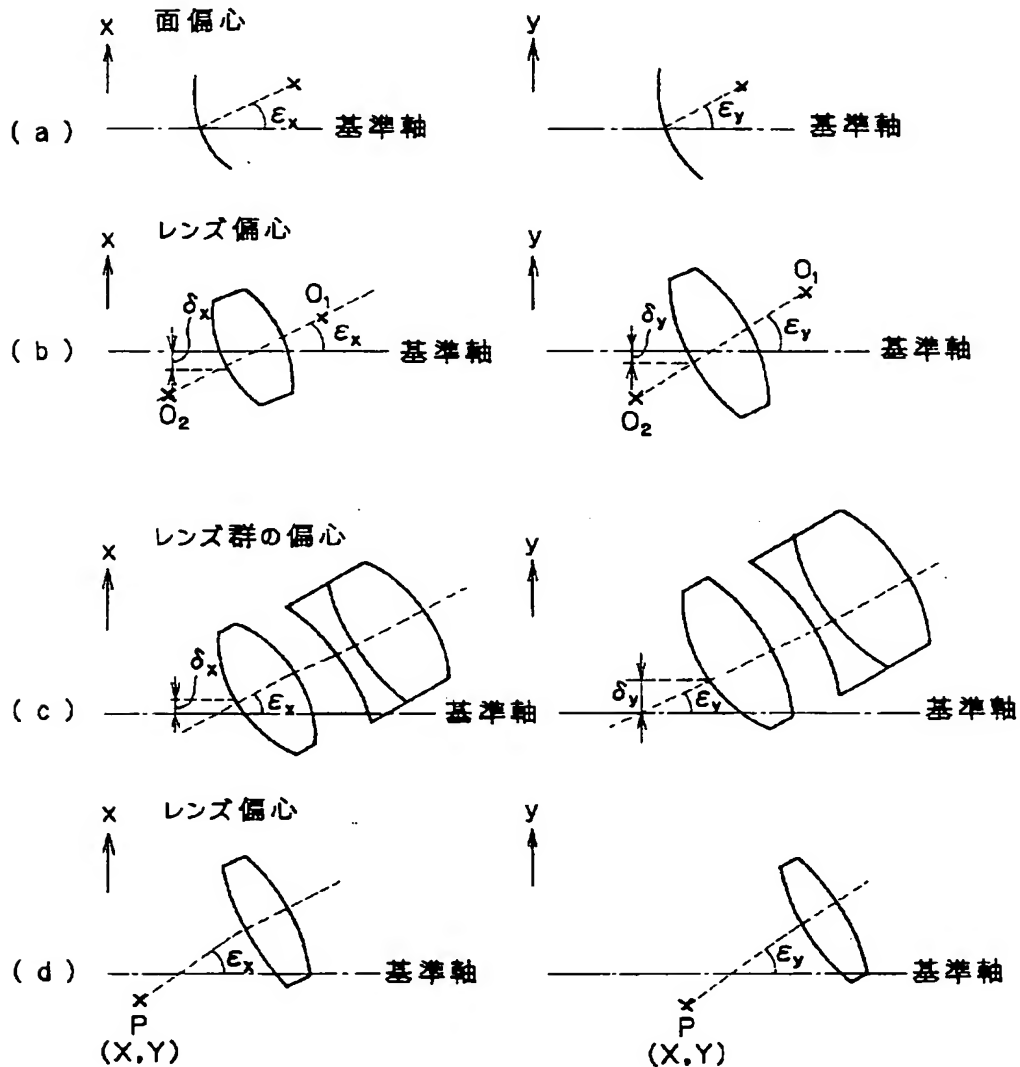 x 面偏心 y
(a) εx 基準軸 εy 基準軸
x レンズ偏心 y
(b) δx O₁ εx 基準軸 O₂ δy O₁ εy 基準軸 O₂
x レンズ群の偏心 y
(c) δx εx 基準軸 δy εy 基準軸
x レンズ偏心 y
(d) εx 基準軸 εy 基準軸
P P
(X,Y) (X,Y)